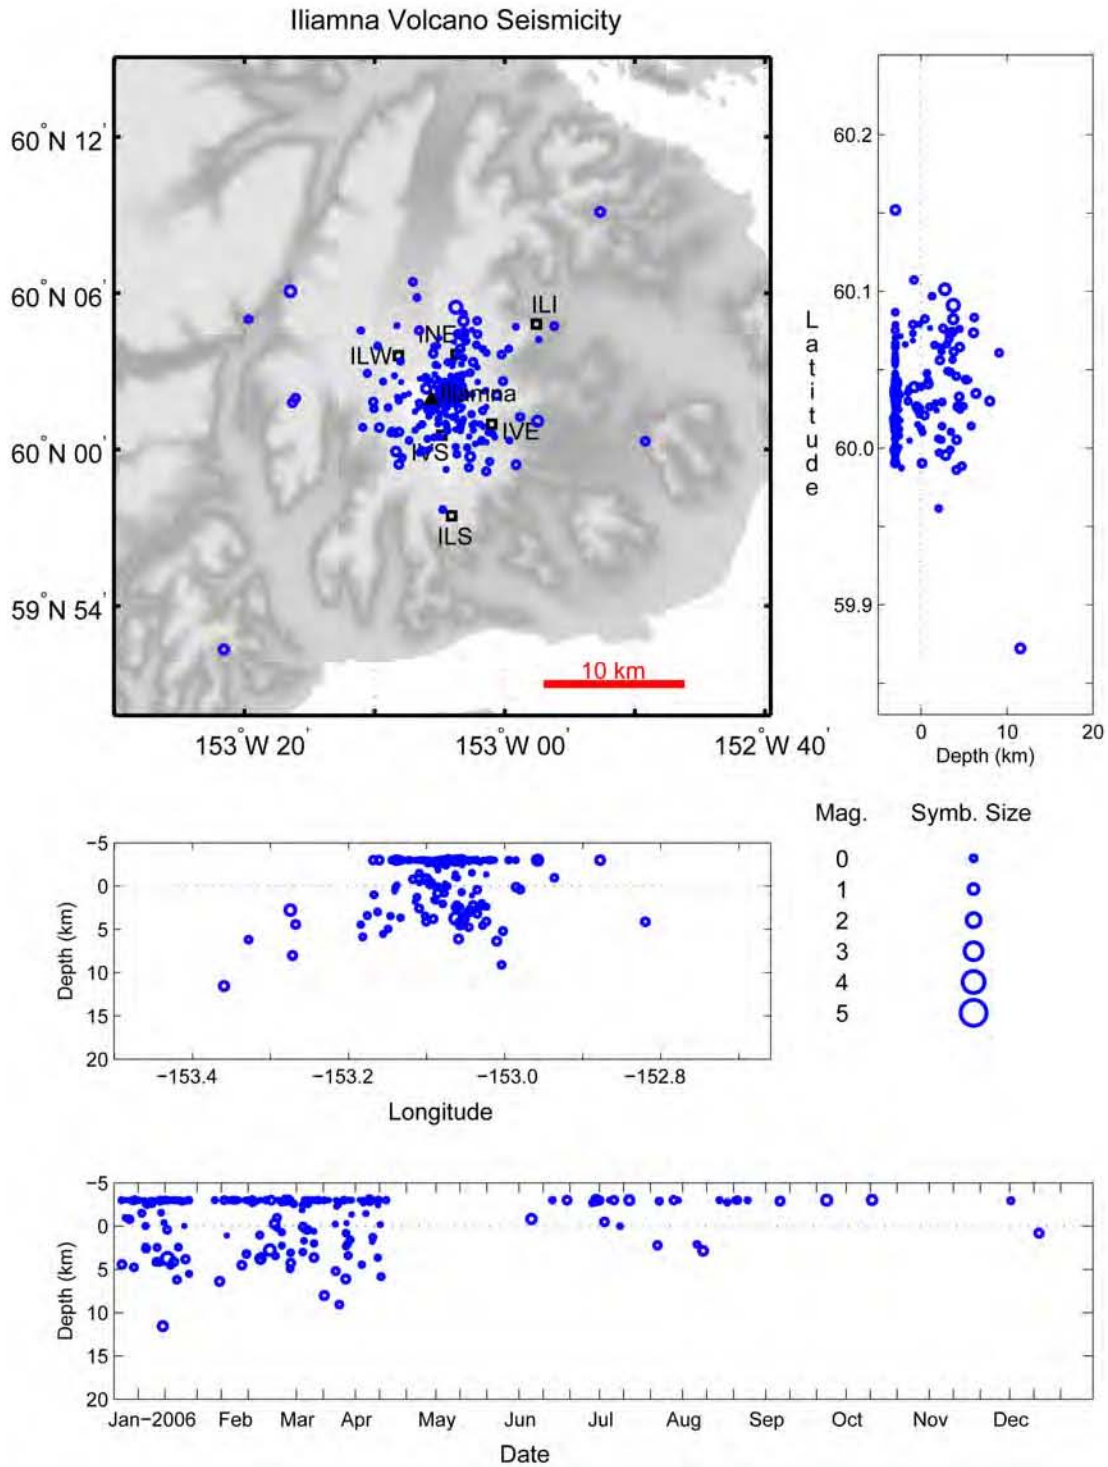 Iliamna Volcano Seismicity
60°N 12'
60°N 06'
60°N 00'
59°N 54'
ILI
INE
ILW
Iliamna
IVE
IVS
ILS
10 km
153°W 20'
153°W 00'
152°W 40'
60.2
60.1
60.0
59.9
Latitude
0
10
20
Depth (km)
Mag. Symb. Size
0
1
2
3
4
5
−5
0
5
10
15
20
Depth (km)
−153.4
−153.2
−153.0
−152.8
Longitude
−5
0
5
10
15
20
Depth (km)
Jan−2006 Feb Mar Apr May Jun Jul Aug Sep Oct Nov Dec
Date